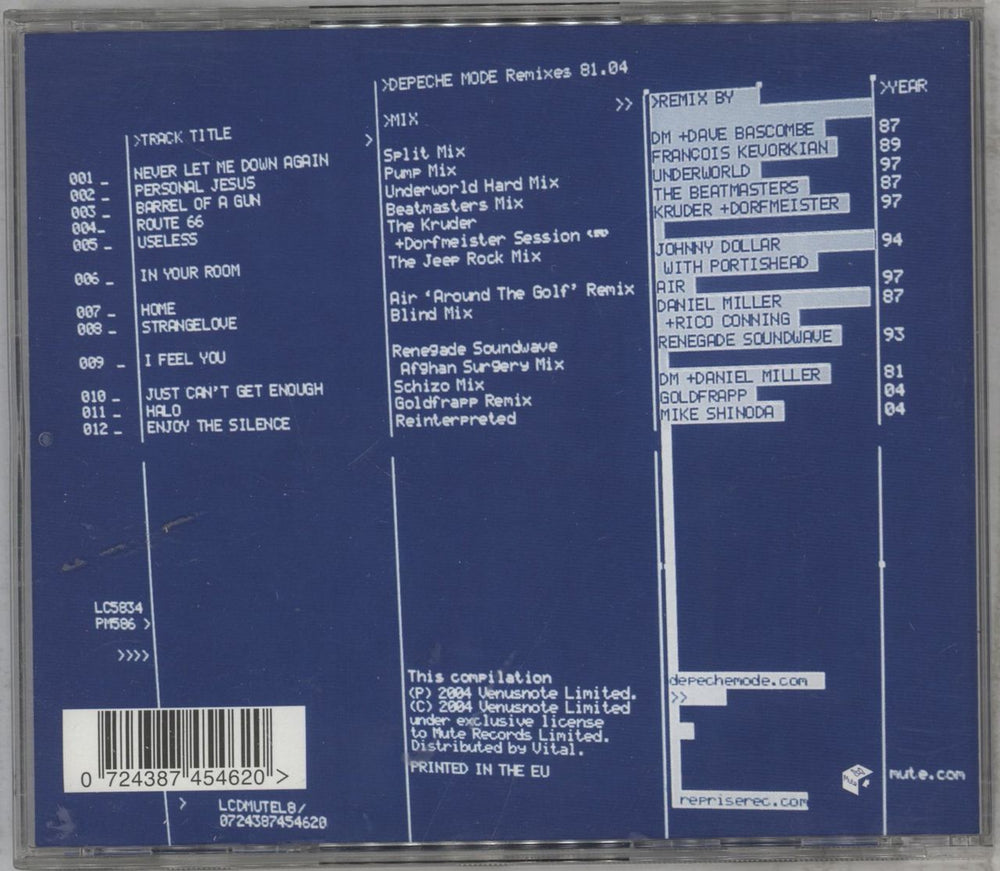 >DEPECHE MODE Remixes 81.04
>TRACK TITLE > >MIX >> >REMIX BY >YEAR
001 _ NEVER LET ME DOWN AGAIN Split Mix DM +DAVE BASCOMBE 87
002 _ PERSONAL JESUS Pump Mix FRANÇOIS KEVORKIAN 89
003 _ BARREL OF A GUN Underworld Hard Mix UNDERWORLD 97
004_ ROUTE 66 Beatmasters Mix THE BEATMASTERS 87
005 _ USELESS The Kruder KRUDER +DORFMEISTER 97
+Dorfmeister Session
006 _ IN YOUR ROOM The Jeep Rock Mix JOHNNY DOLLAR 94
WITH PORTISHEAD
007 _ HOME Air ‘Around The Golf’ Remix AIR 97
008 _ STRANGELOVE Blind Mix DANIEL MILLER 87
+RICO CONNING
009 _ I FEEL YOU Renegade Soundwave RENEGADE SOUNDWAVE 93
Afghan Surgery Mix
010 _ JUST CAN'T GET ENOUGH Schizo Mix DM +DANIEL MILLER 81
011 _ HALO Goldfrapp Remix GOLDFRAPP 04
012 _ ENJOY THE SILENCE Reinterpreted MIKE SHINODA 04
LC5834
PM586 >
>>>>
0 724387 454620 >
> LCDMUTEL8/
0724387454620
This compilation
(P) 2004 Venusnote Limited.
(C) 2004 Venusnote Limited
under exclusive license
to Mute Records Limited.
Distributed by Vital.
PRINTED IN THE EU
depechemode.com
>>
repriserec.com
Mute
mute.com